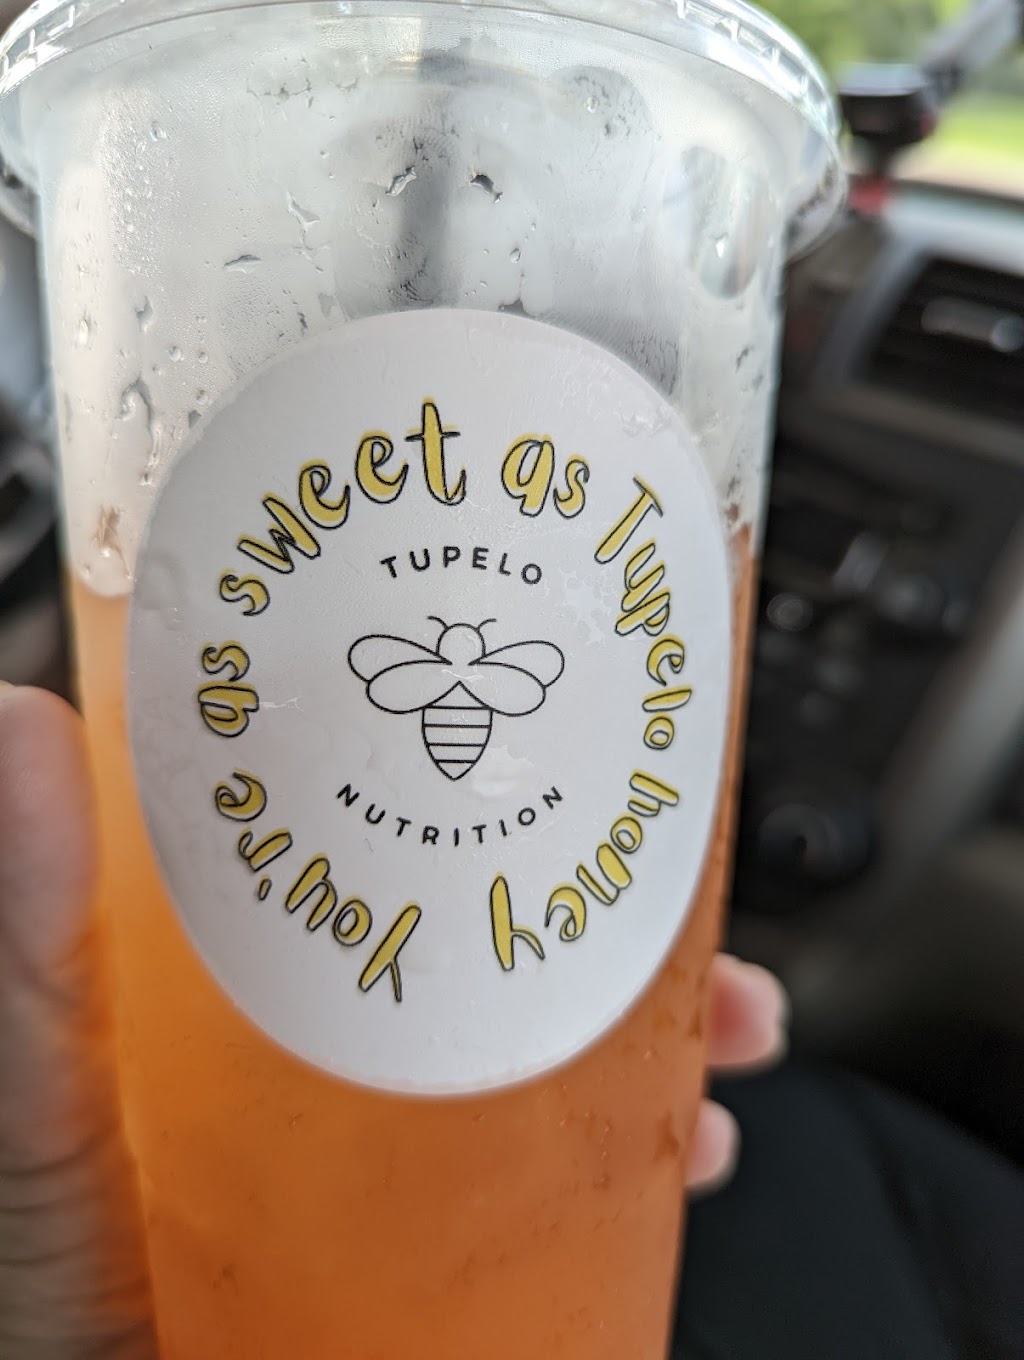 You're as sweet as Tupelo honey
TUPELO
NUTRITION